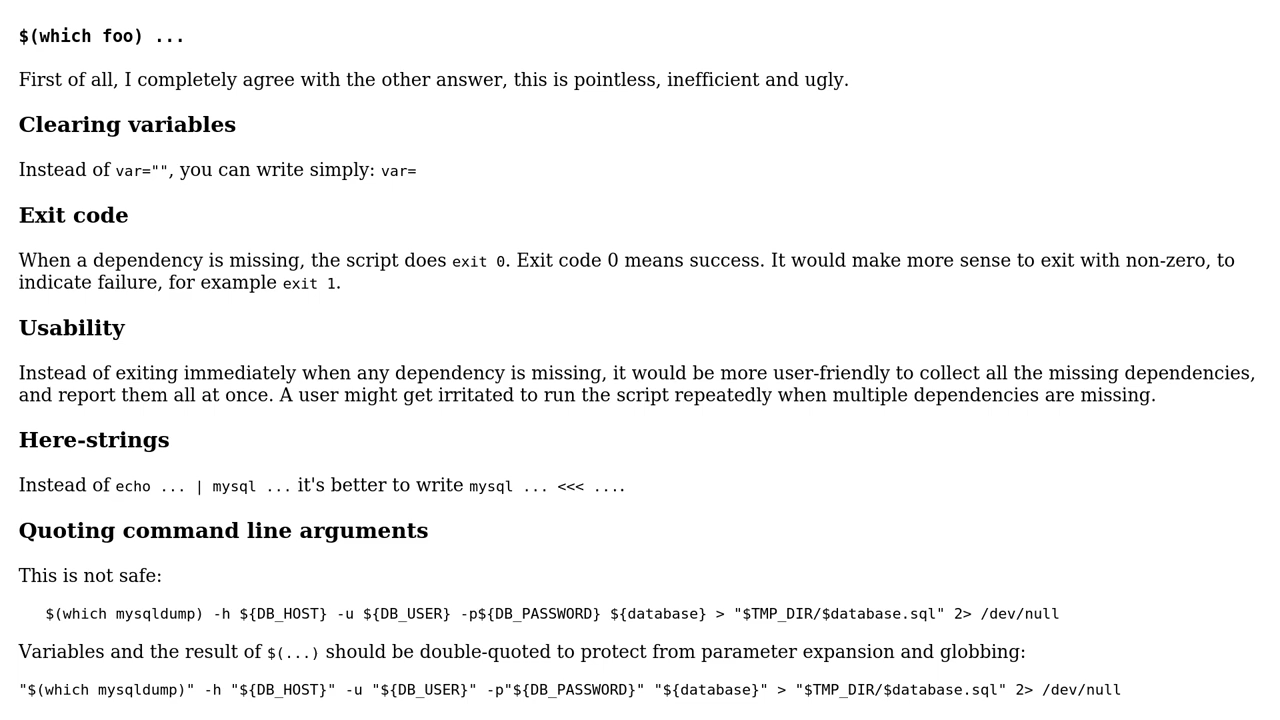 $(which foo) ...
First of all, I completely agree with the other answer, this is pointless, inefficient and ugly.
Clearing variables
Instead of var="", you can write simply: var=
Exit code
When a dependency is missing, the script does exit 0. Exit code 0 means success. It would make more sense to exit with non-zero, to
indicate failure, for example exit 1.
Usability
Instead of exiting immediately when any dependency is missing, it would be more user-friendly to collect all the missing dependencies,
and report them all at once. A user might get irritated to run the script repeatedly when multiple dependencies are missing.
Here-strings
Instead of echo ... | mysql ... it's better to write mysql ... <<< ....
Quoting command line arguments
This is not safe:
$(which mysqldump) -h ${DB_HOST} -u ${DB_USER} -p${DB_PASSWORD} ${database} > "$TMP_DIR/$database.sql" 2> /dev/null
Variables and the result of $(...) should be double-quoted to protect from parameter expansion and globbing:
"$(which mysqldump)" -h "${DB_HOST}" -u "${DB_USER}" -p"${DB_PASSWORD}" "${database}" > "$TMP_DIR/$database.sql" 2> /dev/null